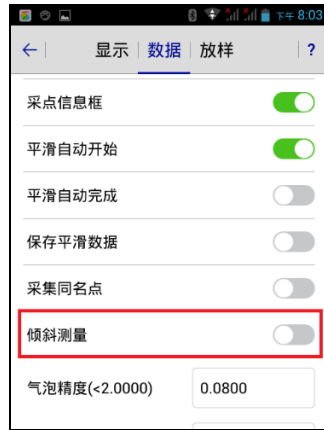 下午 8:03
← 显示 数据 放样 ?
采点信息框
平滑自动开始
平滑自动完成
保存平滑数据
采集同名点
倾斜测量
气泡精度(<2.0000) 0.0800